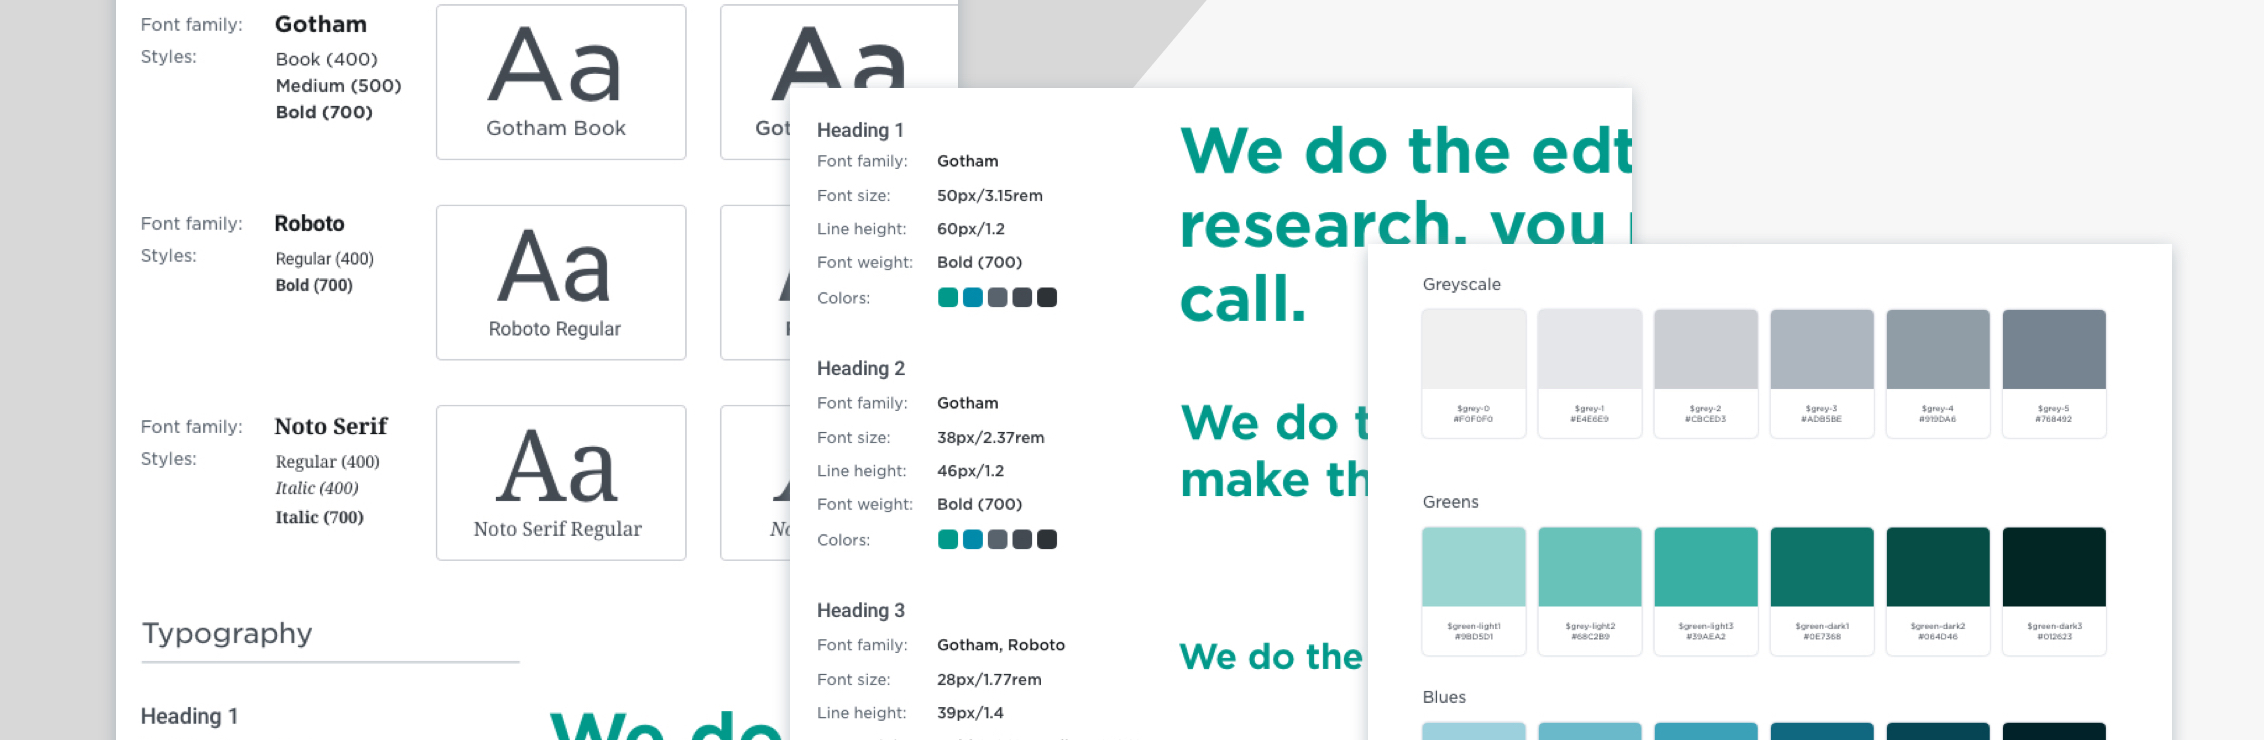 Font family: Gotham
Styles: Book (400)
Medium (500)
Bold (700)
Aa
Gotham Book
Aa
Got
Font family: Roboto
Styles: Regular (400)
Bold (700)
Aa
Roboto Regular
Font family: Noto Serif
Styles: Regular (400)
Italic (400)
Italic (700)
Aa
Noto Serif Regular
No
Typography
Heading 1
We do
Heading 1
Font family: Gotham
Font size: 50px/3.15rem
Line height: 60px/1.2
Font weight: Bold (700)
Colors:
We do the edt
research, you
call.
Heading 2
Font family: Gotham
Font size: 38px/2.37rem
Line height: 46px/1.2
Font weight: Bold (700)
Colors:
We do t
make th
Heading 3
Font family: Gotham, Roboto
Font size: 28px/1.77rem
Line height: 39px/1.4
We do the
Greyscale
$grey-0 $grey-1 $grey-2 $grey-3 $grey-4 $grey-5
#F0F0F0 #E4E6E9 #CBCED3 #ADB5BE #919DA6 #768492
Greens
$green-light1 $grey-light2 $green-light3 $green-dark1 $green-dark2 $green-dark3
#9BD5D1 #68C2B9 #39AEA2 #0E7368 #064D46 #012623
Blues